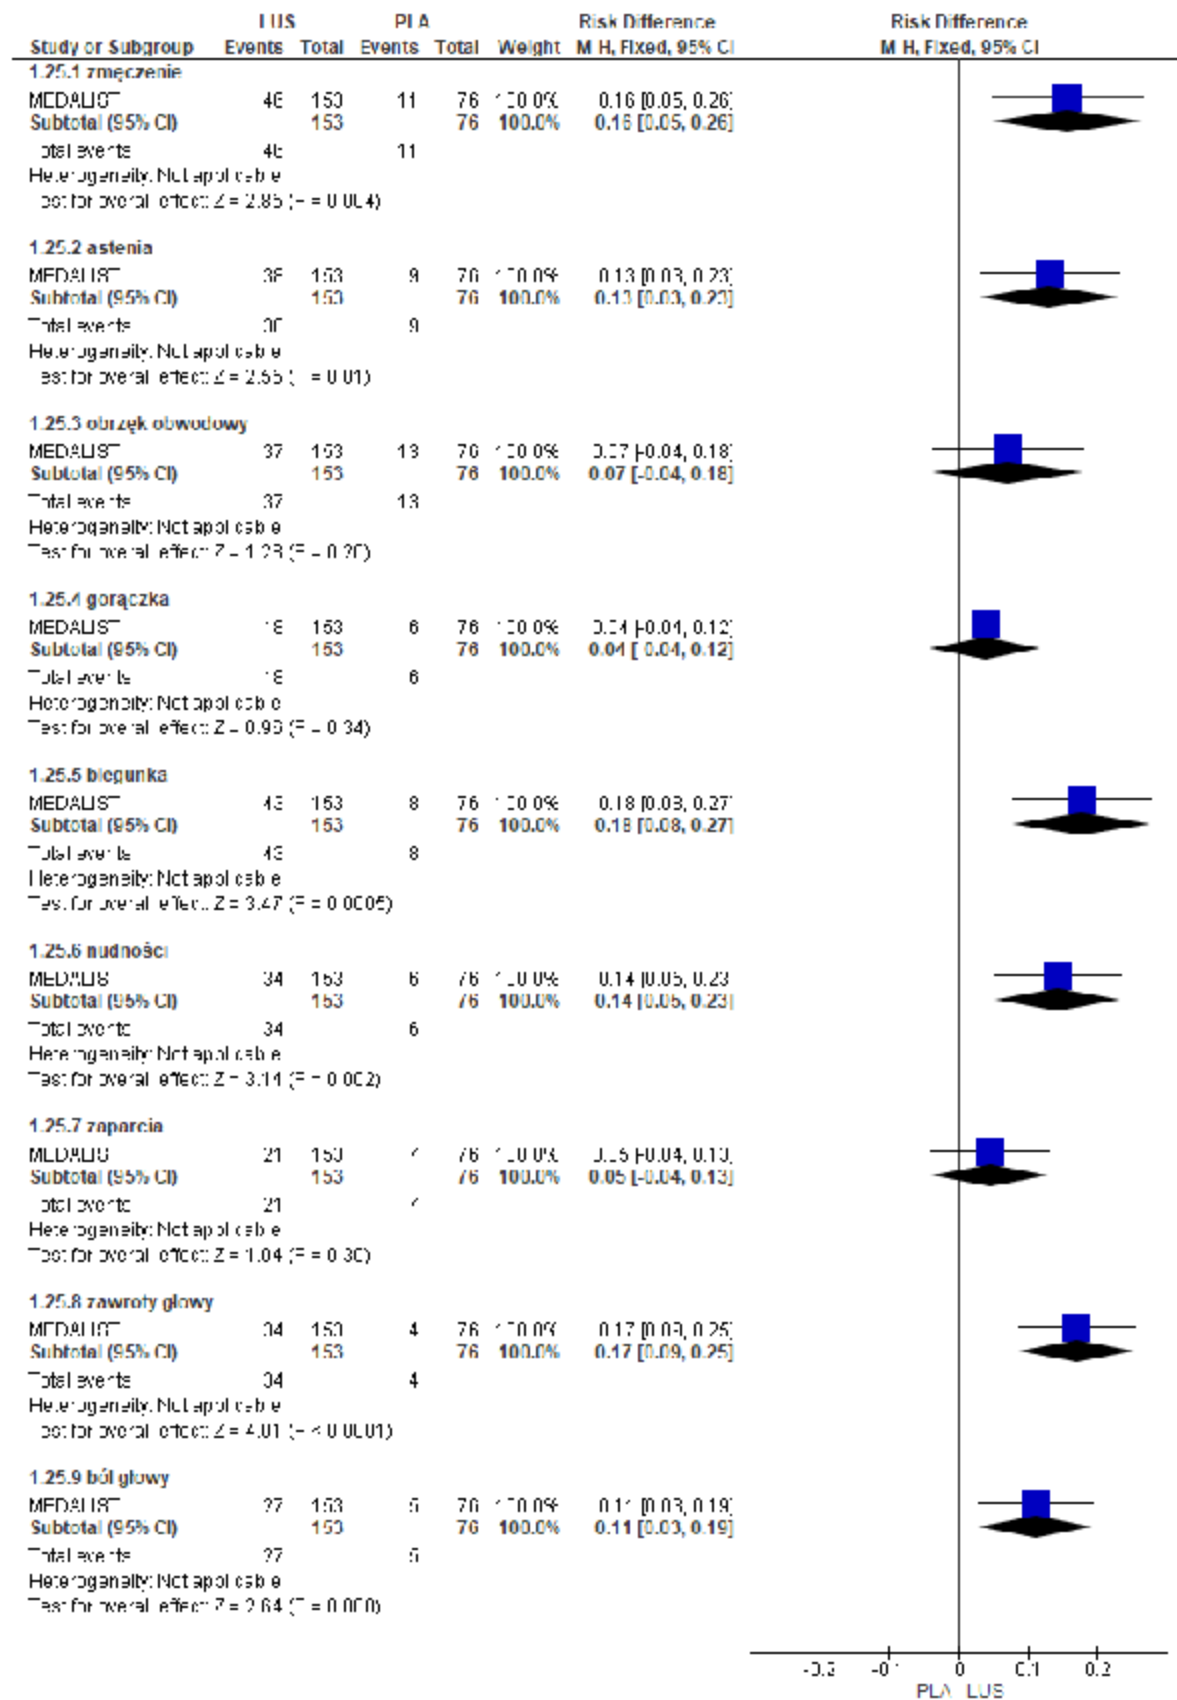 LUS PLA Risk Difference Risk Difference
Study or Subgroup Events Total Events Total Weight M H, Fixed, 95% CI M H, Fixed, 95% CI
1.25.1 zmęczenie
MEDALIST 46 153 11 76 100.0% 0.16 [0.05, 0.26]
Subtotal (95% CI) 153 76 100.0% 0.16 [0.05, 0.26]
Total events 46 11
Heterogeneity: Not applicable
Test for overall effect: Z = 2.85 (P = 0.004)
1.25.2 astenia
MEDALIST 9 76 100.0% 0.13 [0.03, 0.23]
Subtotal (95% CI) 153 76 100.0% 0.13 [0.03, 0.23]
Total events 9
Heterogeneity: Not applicable
Test for overall effect: (P = 0.01)
1.25.3 obrzęk obwodowy
MEDALIST 37 153 13 76 100.0% 0.07 [-0.04, 0.18]
Subtotal (95% CI) 153 76 100.0% 0.07 [-0.04, 0.18]
Total events 37 13
Heterogeneity: Not applicable
Test for overall effect: Z = 1.28 (P = 0.20)
1.25.4 gorączka
MEDALIST 18 153 6 76 100.0% 0.04 [-0.04, 0.12]
Subtotal (95% CI) 153 76 100.0% 0.04 [-0.04, 0.12]
Total events 18 6
Heterogeneity: Not applicable
Test for overall effect: Z = 0.96 (P = 0.34)
1.25.5 biegunka
MEDALIST 43 153 8 76 100.0% 0.18 [0.08, 0.27]
Subtotal (95% CI) 153 76 100.0% 0.18 [0.08, 0.27]
Total events 43 8
Heterogeneity: Not applicable
Test for overall effect: Z = 3.47 (P = 0.0005)
1.25.6 nudności
MEDALIST 34 153 6 76 100.0% 0.14 [0.05, 0.23]
Subtotal (95% CI) 153 76 100.0% 0.14 [0.05, 0.23]
Total events 34 6
Heterogeneity: Not applicable
Test for overall effect: Z = 3.14 (P = 0.002)
1.25.7 zaparcia
MEDALIST 21 153 76 100.0% 0.05 [-0.04, 0.13]
Subtotal (95% CI) 153 76 100.0% 0.05 [-0.04, 0.13]
Total events 21
Heterogeneity: Not applicable
Test for overall effect: Z = 1.04 (P = 0.30)
1.25.8 zawroty głowy
MEDALIST 34 153 4 76 100.0% 0.17 [0.09, 0.25]
Subtotal (95% CI) 153 76 100.0% 0.17 [0.09, 0.25]
Total events 34 4
Heterogeneity: Not applicable
Test for overall effect: Z = 4.01 (P < 0.0001)
1.25.9 ból głowy
MEDALIST 27 153 5 76 100.0% 0.11 [0.03, 0.19]
Subtotal (95% CI) 153 76 100.0% 0.11 [0.03, 0.19]
Total events 27 5
Heterogeneity: Not applicable
Test for overall effect: Z = 2.64
-0.2 -0.1 0 0.1 0.2
PLA LUS